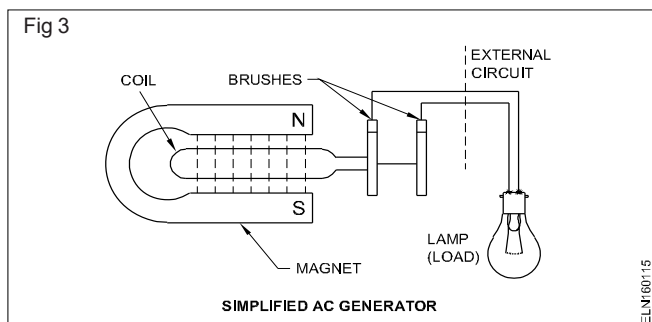 Fig 3
COIL
BRUSHES
EXTERNAL
CIRCUIT
N
S
MAGNET
LAMP
(LOAD)
SIMPLIFIED AC GENERATOR
ELN160115